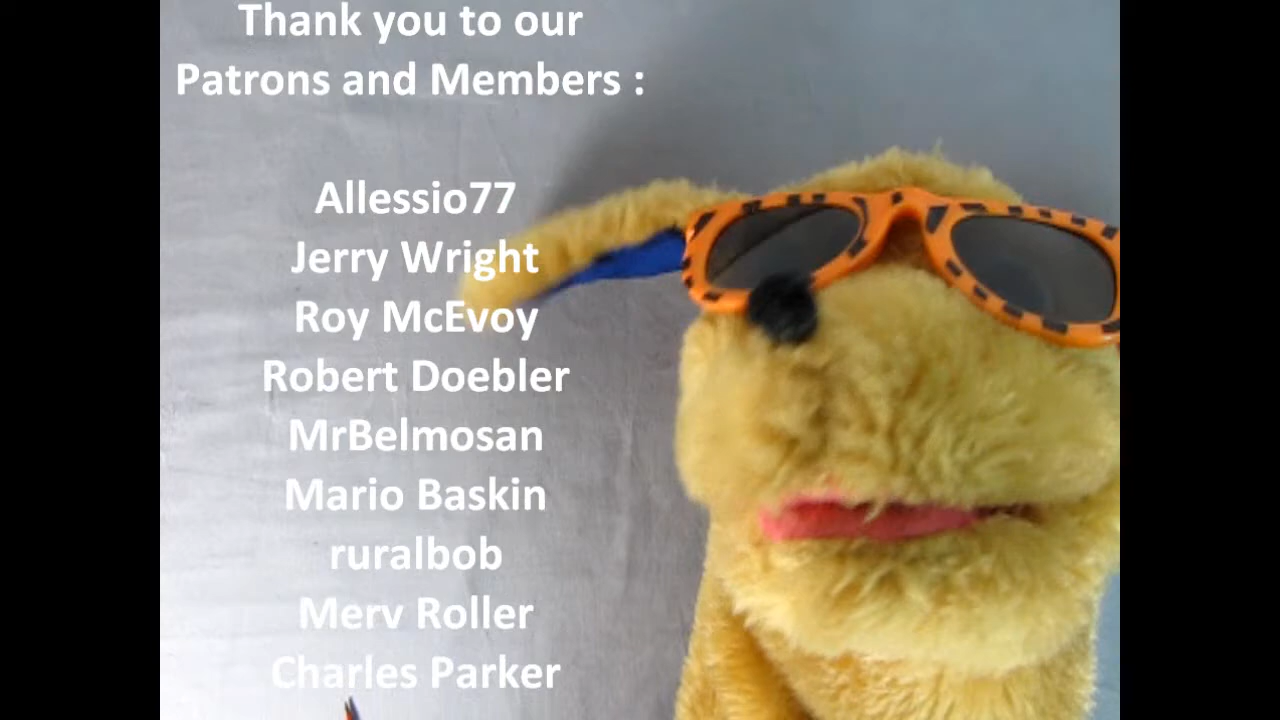 Thank you to our
Patrons and Members :
Allessio77
Jerry Wright
Roy McEvoy
Robert Doebler
MrBelmosan
Mario Baskin
ruralbob
Merv Roller
Charles Parker